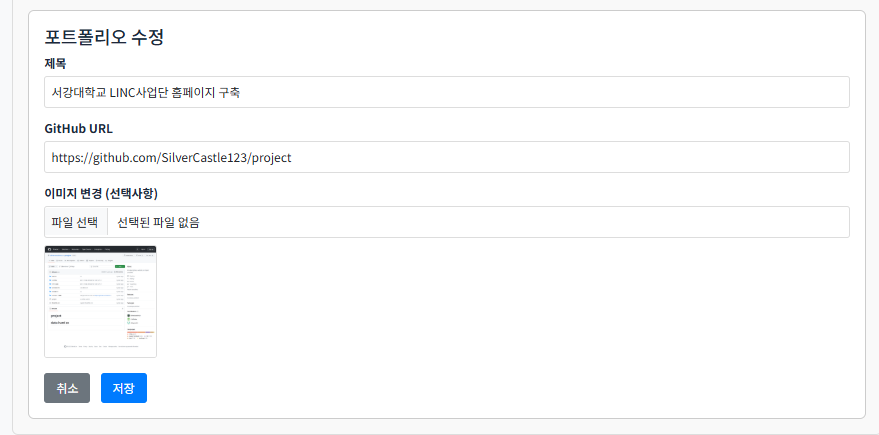 포트폴리오 수정
제목
서강대학교 LINC사업단 홈페이지 구축
GitHub URL
https://github.com/SilverCastle123/project
이미지 변경 (선택사항)
파일 선택 선택된 파일 없음
project
취소 저장